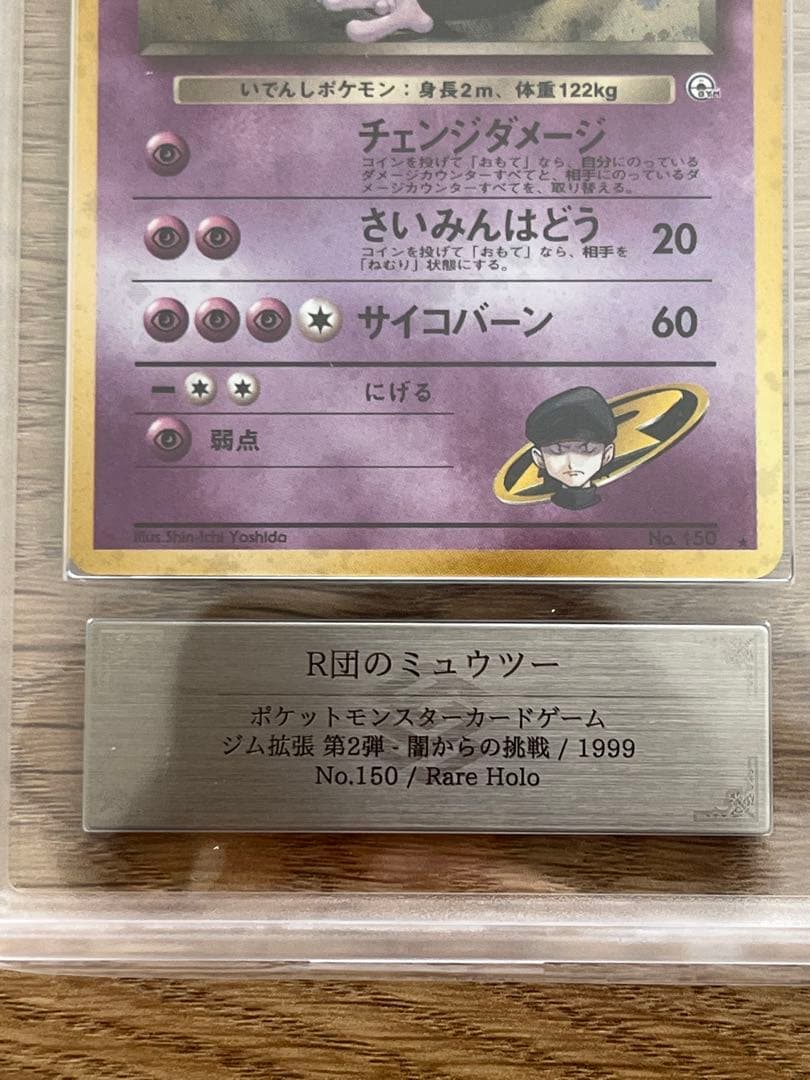 いでんしポケモン：身長2m、体重122kg
GYM
チェンジダメージ
コインを投げて「おもて」なら、自分にのっている
ダメージカウンターすべてと、相手にのっているダ
メージカウンターすべてを、取り替える。
さいみんはどう 20
コインを投げて「おもて」なら、相手を
「ねむり」状態にする。
サイコバーン 60
にげる
弱点
R
Illus. Shin-ichi Yoshida
No. 150 ★
R団のミュウツー
ポケットモンスターカードゲーム
ジム拡張 第2弾 - 闇からの挑戦 / 1999
No.150 / Rare Holo